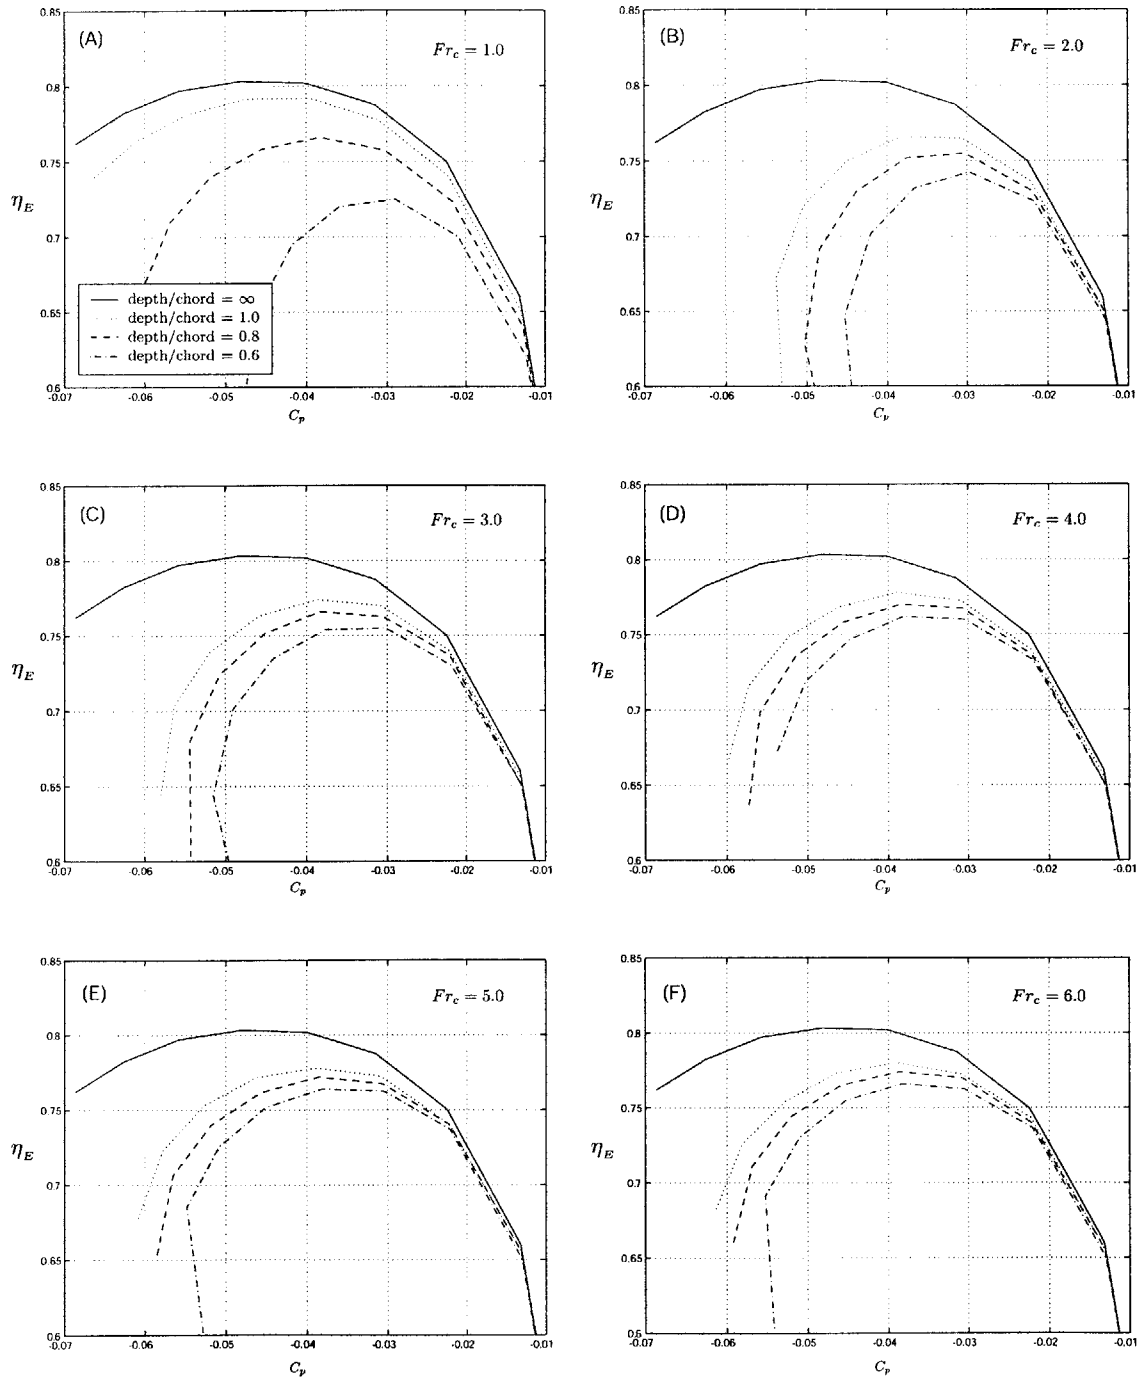 (A)
Fr_c = 1.0
0.85
0.8
0.75
0.7
0.65
0.6
η_E
depth/chord = ∞
depth/chord = 1.0
depth/chord = 0.8
depth/chord = 0.6
-0.07 -0.06 -0.05 -0.04 -0.03 -0.02 -0.01
C_p
(B)
Fr_c = 2.0
0.85
0.8
0.75
0.7
0.65
0.6
η_E
-0.07 -0.06 -0.05 -0.04 -0.03 -0.02 -0.01
C_p
(C)
Fr_c = 3.0
0.85
0.8
0.75
0.7
0.65
0.6
η_E
-0.07 -0.06 -0.05 -0.04 -0.03 -0.02 -0.01
C_p
(D)
Fr_c = 4.0
0.85
0.8
0.75
0.7
0.65
0.6
η_E
-0.07 -0.06 -0.05 -0.04 -0.03 -0.02 -0.01
C_p
(E)
Fr_c = 5.0
0.85
0.8
0.75
0.7
0.65
0.6
η_E
-0.07 -0.06 -0.05 -0.04 -0.03 -0.02 -0.01
C_p
(F)
Fr_c = 6.0
0.85
0.8
0.75
0.7
0.65
0.6
η_E
-0.07 -0.06 -0.05 -0.04 -0.03 -0.02 -0.01
C_p